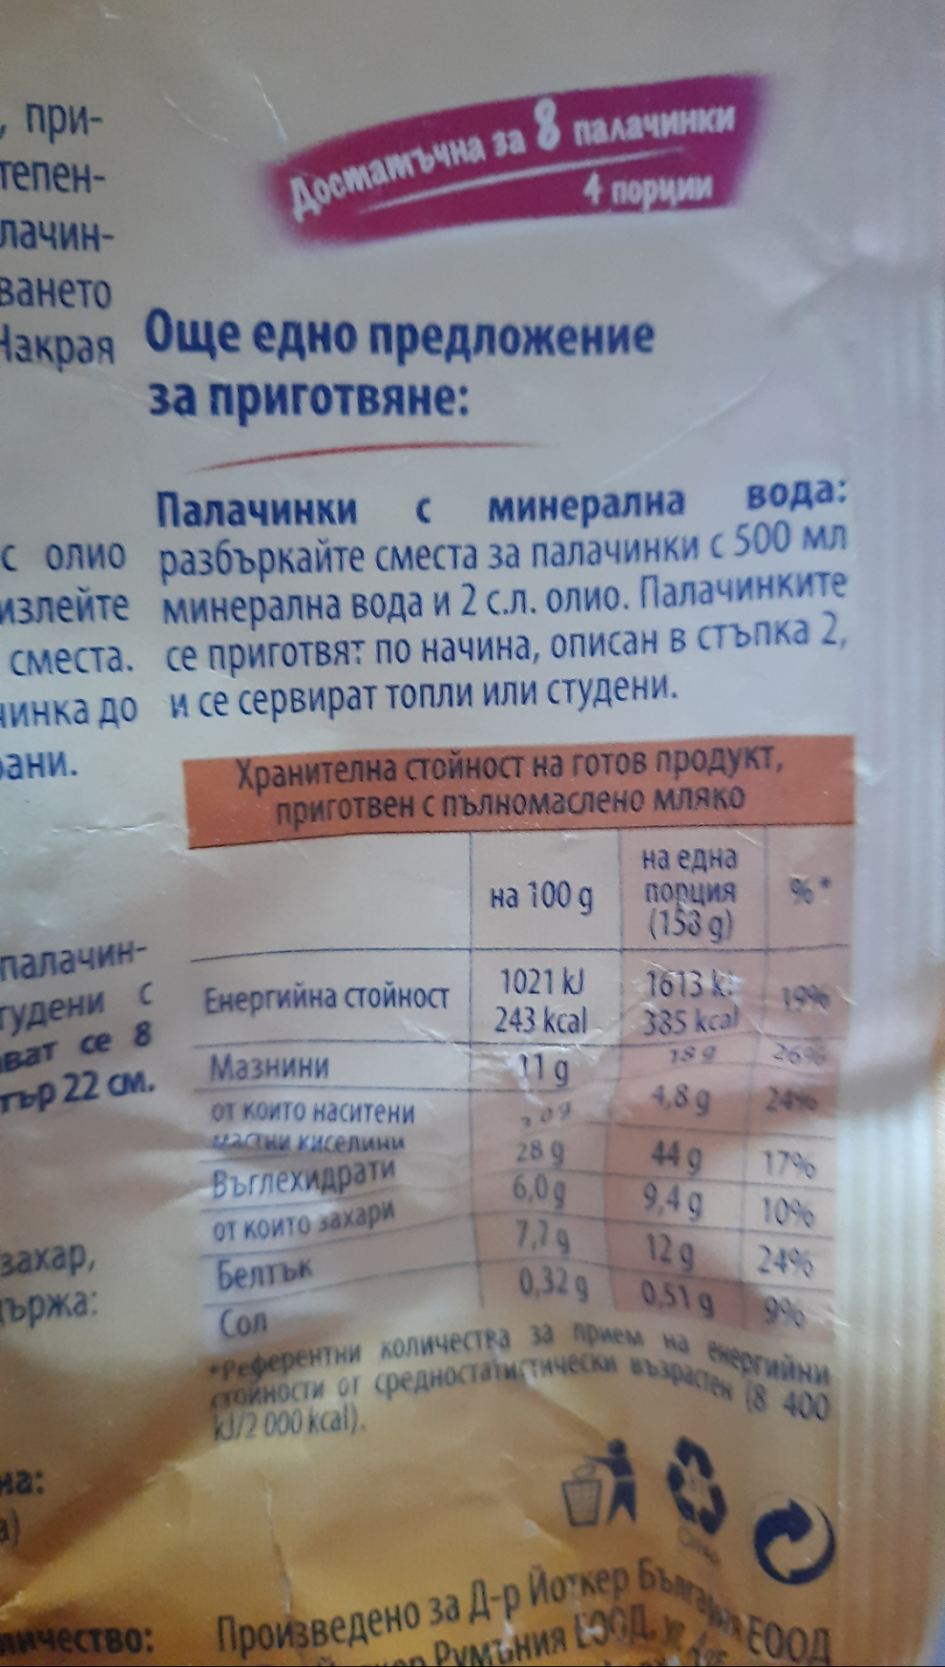 , при-
тепен-
лачин-
ването
Накрая
с олио
излейте
сместа.
чинка до
рани.
палачин-
тудени с
ват се 8
тър 22 см.
захар,
държа:
на:
а)
личество:
Достатъчна за 8 палачинки
4 порции
Още едно предложение
за приготвяне:
Палачинки с минерална вода:
разбъркайте сместа за палачинки с 500 мл
минерална вода и 2 с.л. олио. Палачинките
се приготвят по начина, описан в стъпка 2,
и се сервират топли или студени.
Хранителна стойност на готов продукт,
приготвен с пълномаслено мляко
на 100 g на една порция (158 g) %*
Енергийна стойност 1021 kJ 1613 kJ 19%
243 kcal 385 kcal
Мазнини 11 g 18 g 26%
от които наситени 4,8 g 24%
мастни киселини
Въглехидрати 28 g 44 g 17%
от които захари 6,0 g 9,4 g 10%
Белтък 7,7 g 12 g 24%
Сол 0,32 g 0,51 g 9%
*Референтни количества за прием на енергийни
стойности от средностатистически възрастен (8 400
kJ/2 000 kcal).
Произведено за Д-р Йоткер България ЕООД
Румъния